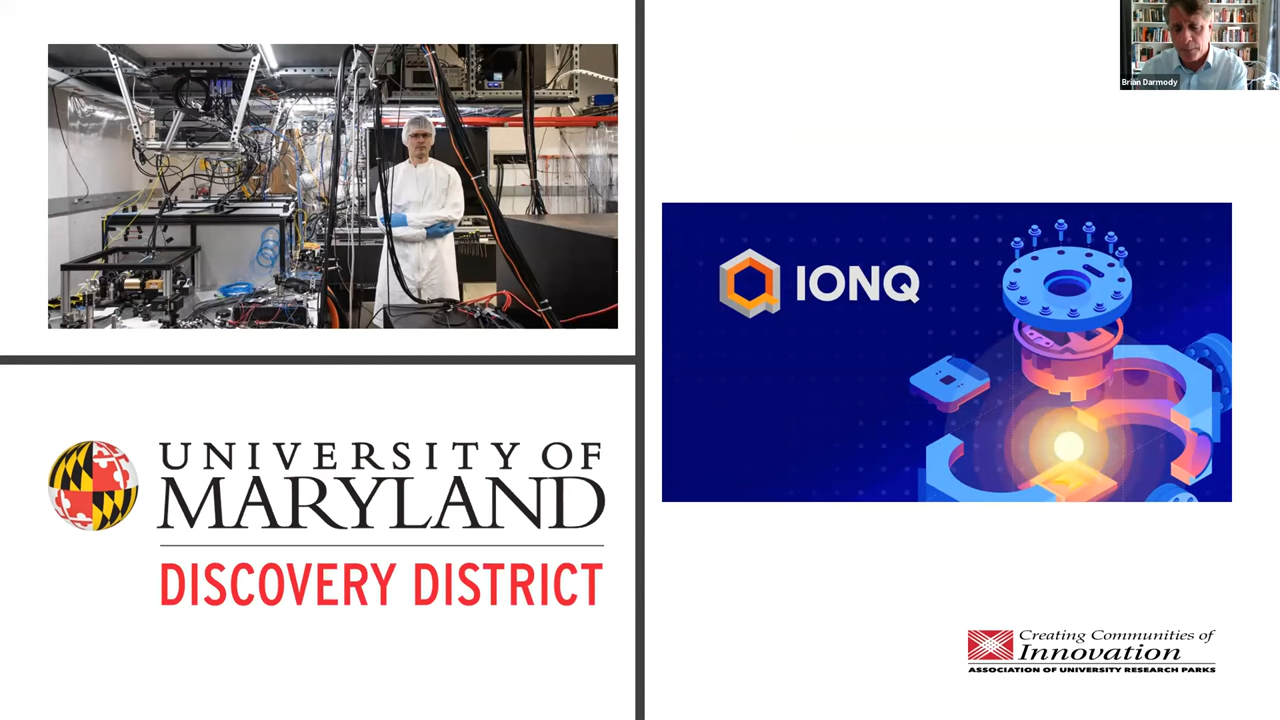 Brian Darmody
IONQ
UNIVERSITY OF
MARYLAND
DISCOVERY DISTRICT
Creating Communities of
Innovation
ASSOCIATION OF UNIVERSITY RESEARCH PARKS